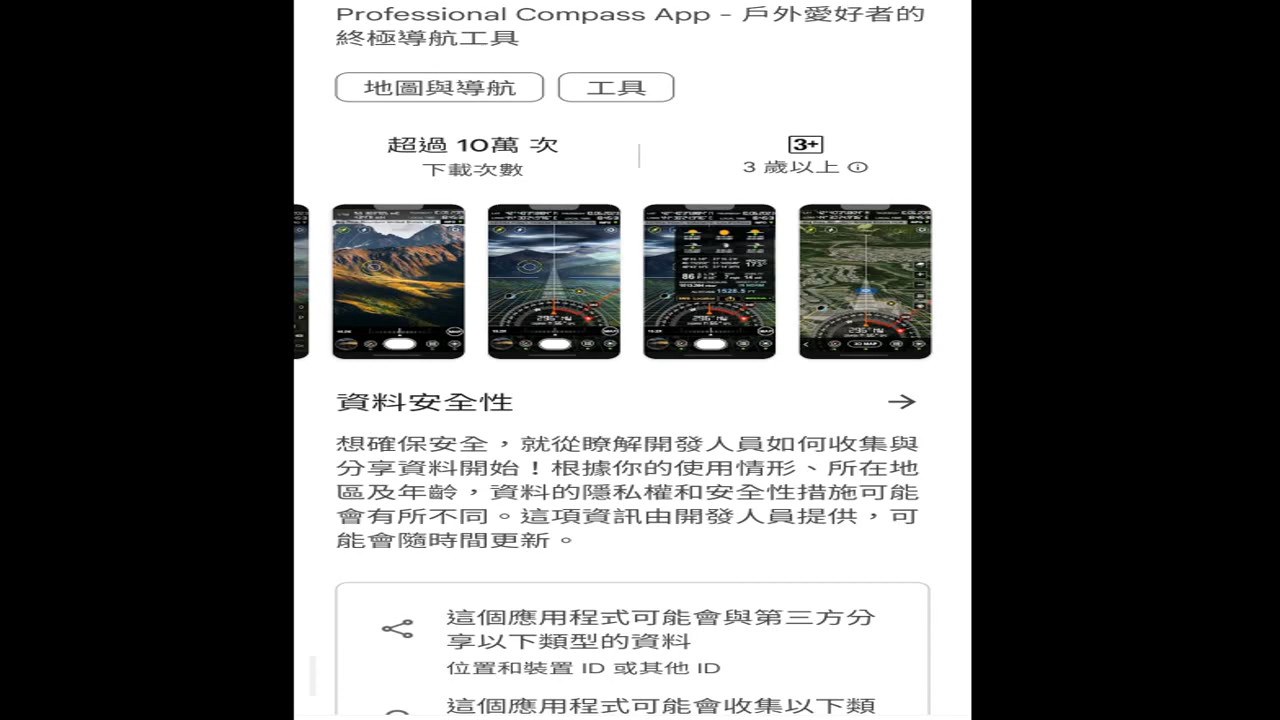 Professional Compass App - 戶外愛好者的
終極導航工具
地圖與導航
工具
超過 10萬 次
下載次數
3+
3 歲以上
資料安全性
想確保安全，就從瞭解開發人員如何收集與
分享資料開始！根據你的使用情形、所在地
區及年齡，資料的隱私權和安全性措施可能
會有所不同。這項資訊由開發人員提供，可
能會隨時間更新。
這個應用程式可能會與第三方分
享以下類型的資料
位置和裝置 ID 或其他 ID
這個應用程式可能會收集以下類